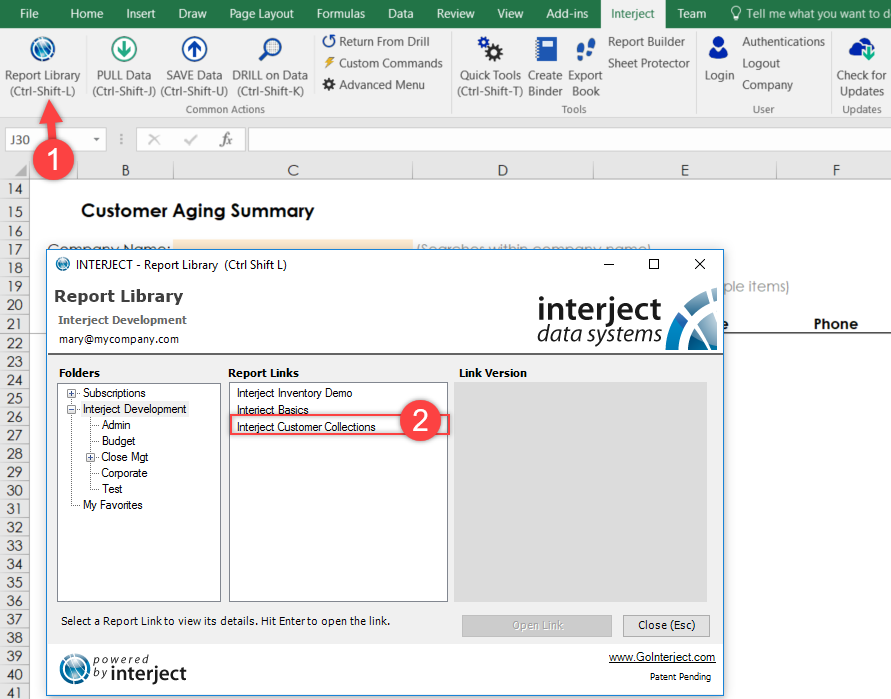 File Home Insert Draw Page Layout Formulas Data Review View Add-ins Interject Team Tell me what you want to d
Report Library
(Ctrl-Shift-L)
PULL Data
(Ctrl-Shift-J)
SAVE Data
(Ctrl-Shift-U)
DRILL on Data
(Ctrl-Shift-K)
Return From Drill
Custom Commands
Advanced Menu
Common Actions
Quick Tools
(Ctrl-Shift-T)
Create
Binder
Export
Book
Report Builder
Sheet Protector
Tools
Login
Authentications
Logout
Company
User
Check for
Updates
Updates
J30
fx
1
B C D E F
14
15 Customer Aging Summary
16
17 Company Name: (Searches within company name)
18
19 ple items)
20
21 e Phone
22
23
24
25
26
27
28
29
30
31
32
33
34
35
36
37
38
39
40
41
INTERJECT - Report Library (Ctrl Shift L)
Report Library
Interject Development
mary@mycompany.com
interject
data systems
Folders
Subscriptions
Interject Development
Admin
Budget
Close Mgt
Corporate
Test
My Favorites
Report Links
Interject Inventory Demo
Interject Basics
Interject Customer Collections
2
Link Version
Select a Report Link to view its details. Hit Enter to open the link.
Open Link
Close (Esc)
powered
by interject
www.GoInterject.com
Patent Pending